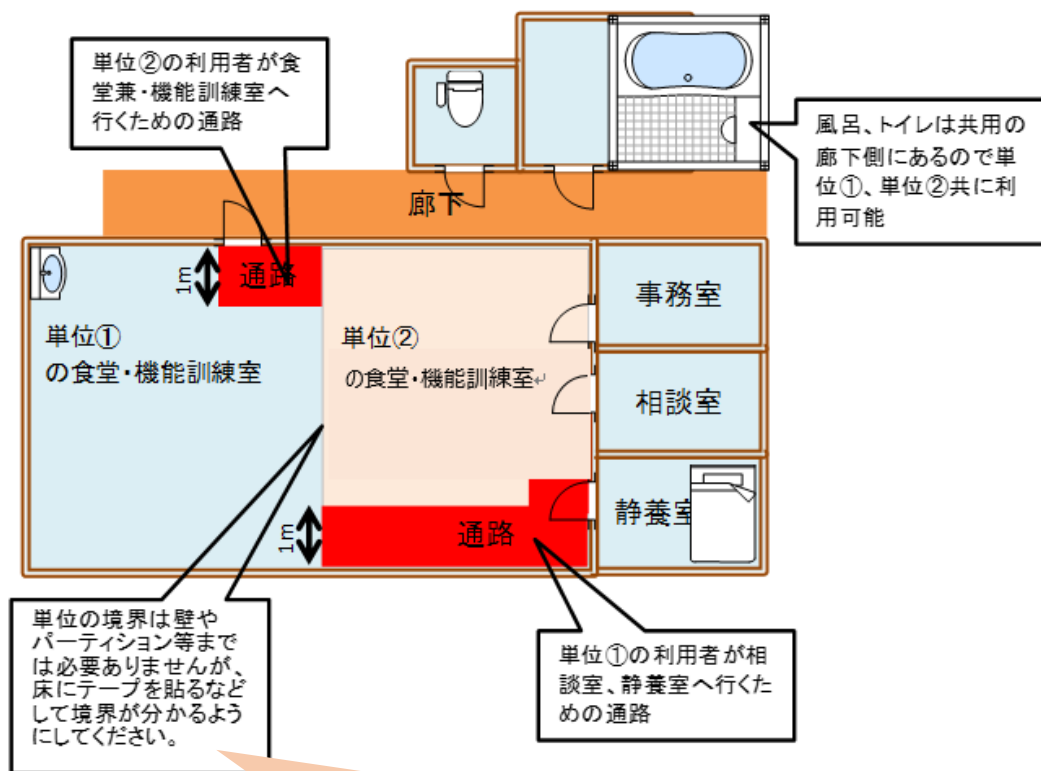 単位②の利用者が食
堂兼・機能訓練室へ
行くための通路
風呂、トイレは共用の
廊下側にあるので単
位①、単位②共に利
用可能
廊下
通路
1m
事務室
単位①
の食堂・機能訓練室
単位②
の食堂・機能訓練室↵
相談室
静養室
通路
1m
単位の境界は壁や
パーティション等まで
は必要ありませんが、
床にテープを貼るなど
して境界が分かるよう
にしてください。
単位①の利用者が相
談室、静養室へ行くた
めの通路